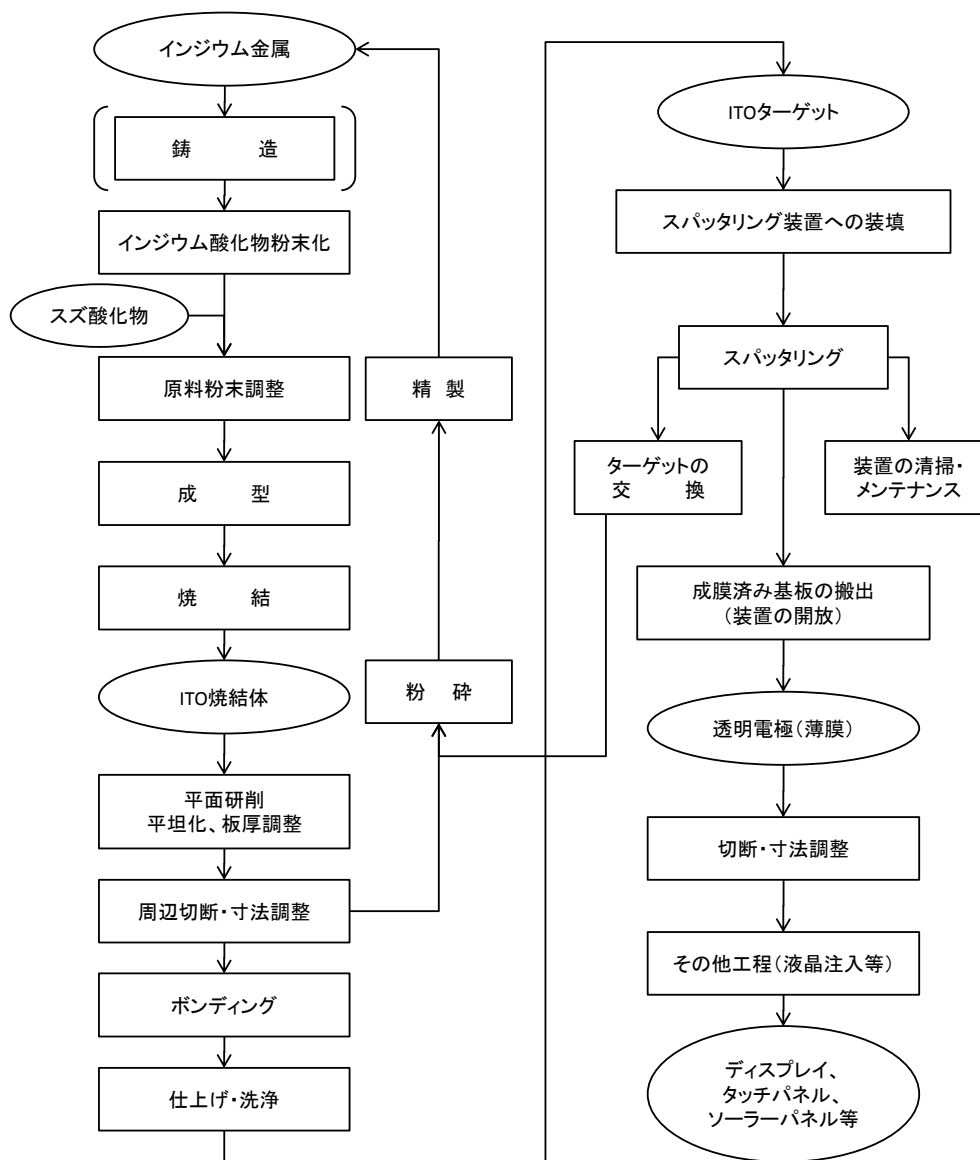 インジウム金属
鋳　　　造
インジウム酸化物粉末化
スズ酸化物
原料粉末調整
成　　　型
焼　　　結
ITO焼結体
平面研削
平坦化、板厚調整
周辺切断・寸法調整
ボンディング
仕上げ・洗浄
精　製
粉　砕
ITOターゲット
スパッタリング装置への装填
スパッタリング
ターゲットの
交　　　換
装置の清掃・
メンテナンス
成膜済み基板の搬出
（装置の開放）
透明電極（薄膜）
切断・寸法調整
その他工程（液晶注入等）
ディスプレイ、
タッチパネル、
ソーラーパネル等